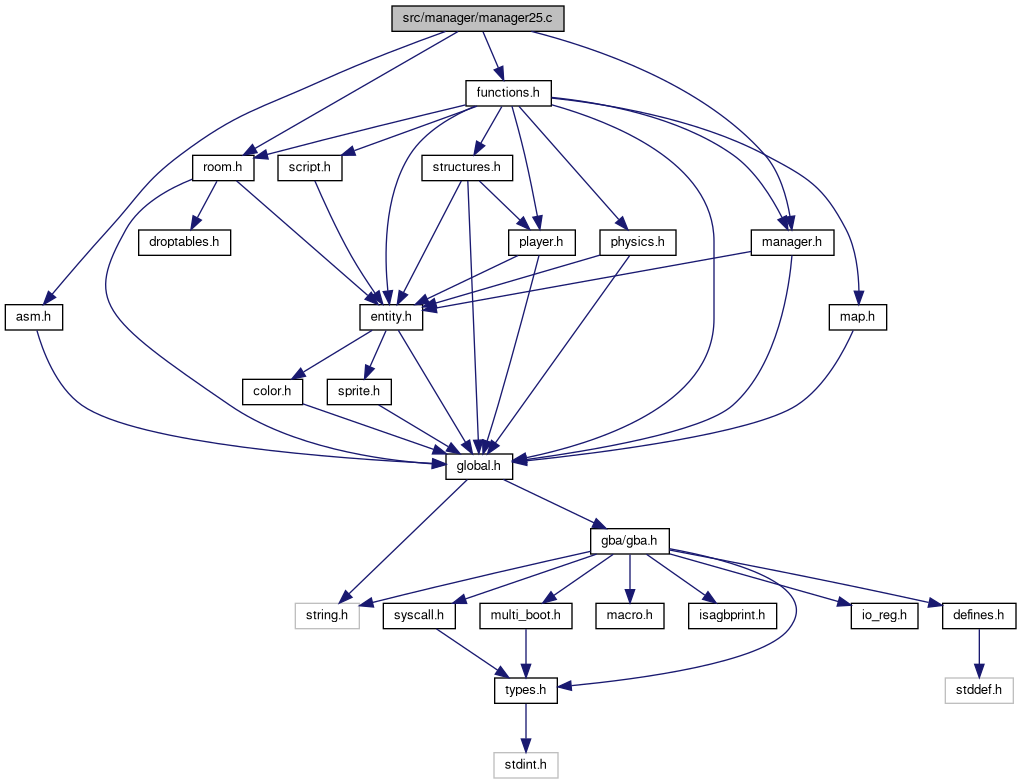 src/manager/manager25.c
functions.h
room.h
script.h
structures.h
droptables.h
player.h
physics.h
manager.h
asm.h
entity.h
map.h
color.h
sprite.h
global.h
gba/gba.h
string.h
syscall.h
multi_boot.h
macro.h
isagbprint.h
io_reg.h
defines.h
types.h
stddef.h
stdint.h